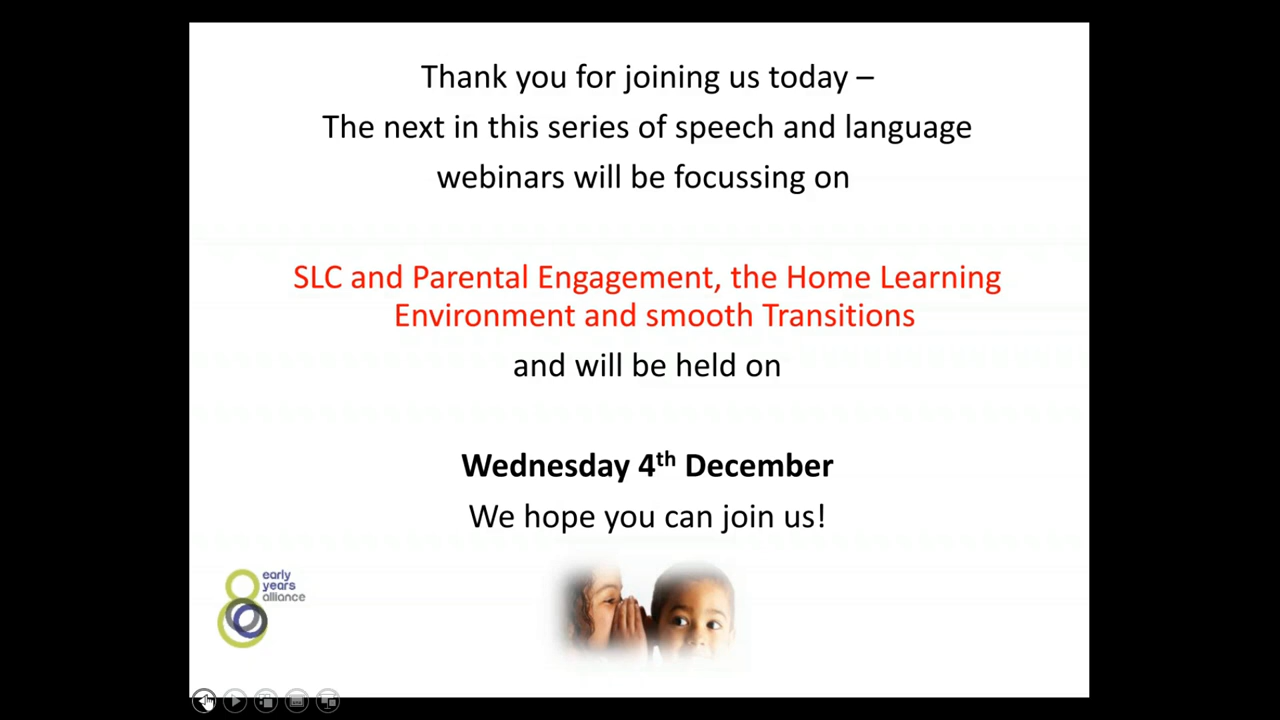 Thank you for joining us today –
The next in this series of speech and language
webinars will be focussing on
SLC and Parental Engagement, the Home Learning
Environment and smooth Transitions
and will be held on
Wednesday 4th December
We hope you can join us!
early
years
alliance